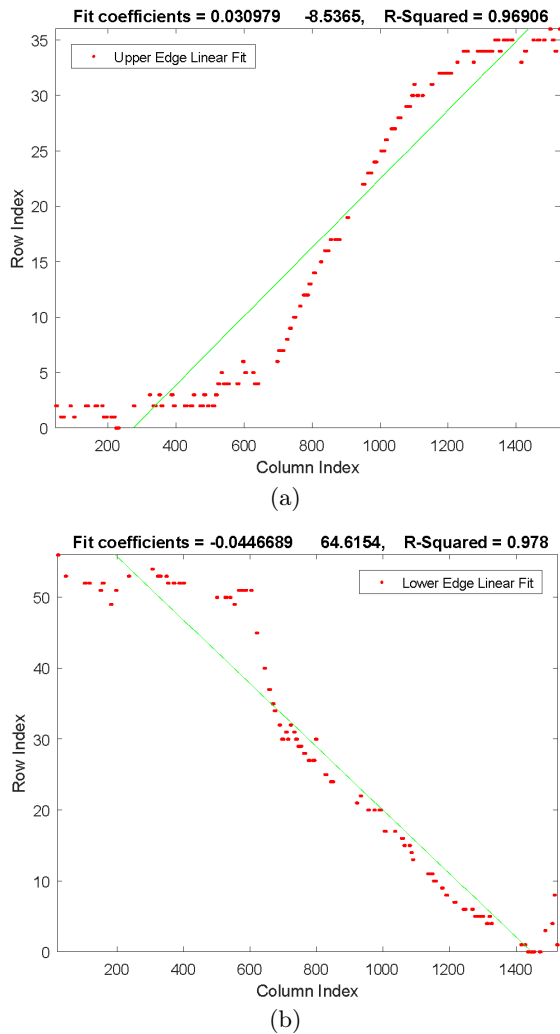 Fit coefficients = 0.030979 -8.5365, R-Squared = 0.96906
Upper Edge Linear Fit
35
30
25
20
15
10
5
0
Row Index
200 400 600 800 1000 1200 1400
Column Index
(a)
Fit coefficients = -0.0446689 64.6154, R-Squared = 0.978
Lower Edge Linear Fit
50
40
30
20
10
0
Row Index
200 400 600 800 1000 1200 1400
Column Index
(b)